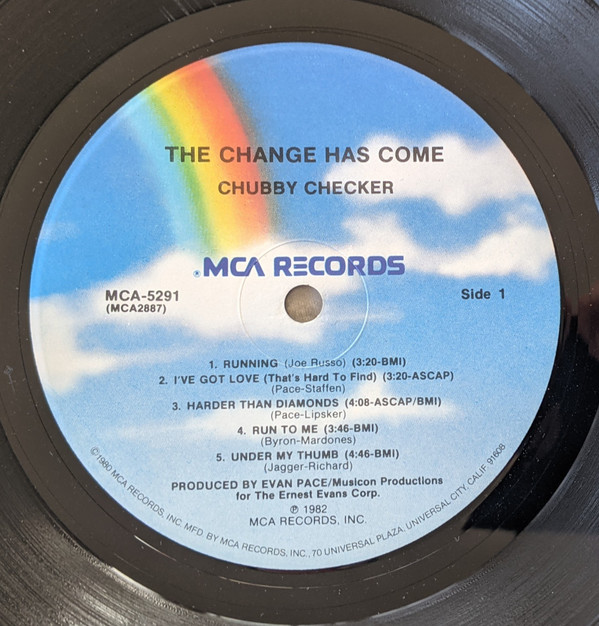 THE CHANGE HAS COME
CHUBBY CHECKER
®MCA RECORDS
MCA-5291
(MCA2887)
Side 1
1. RUNNING (Joe Russo) (3:20-BMI)
2. I'VE GOT LOVE (That's Hard To Find) (3:20-ASCAP)
(Pace-Staffen)
3. HARDER THAN DIAMONDS (4:08-ASCAP/BMI)
(Pace-Lipsker)
4. RUN TO ME (3:46-BMI)
(Byron-Mardones)
5. UNDER MY THUMB (4:46-BMI)
(Jagger-Richard)
PRODUCED BY EVAN PACE/Musicon Productions
for The Ernest Evans Corp.
℗ 1982
MCA RECORDS, INC.
©1980 MCA RECORDS, INC. MFD. BY MCA RECORDS, INC., 70 UNIVERSAL PLAZA, UNIVERSAL CITY, CALIF. 91608